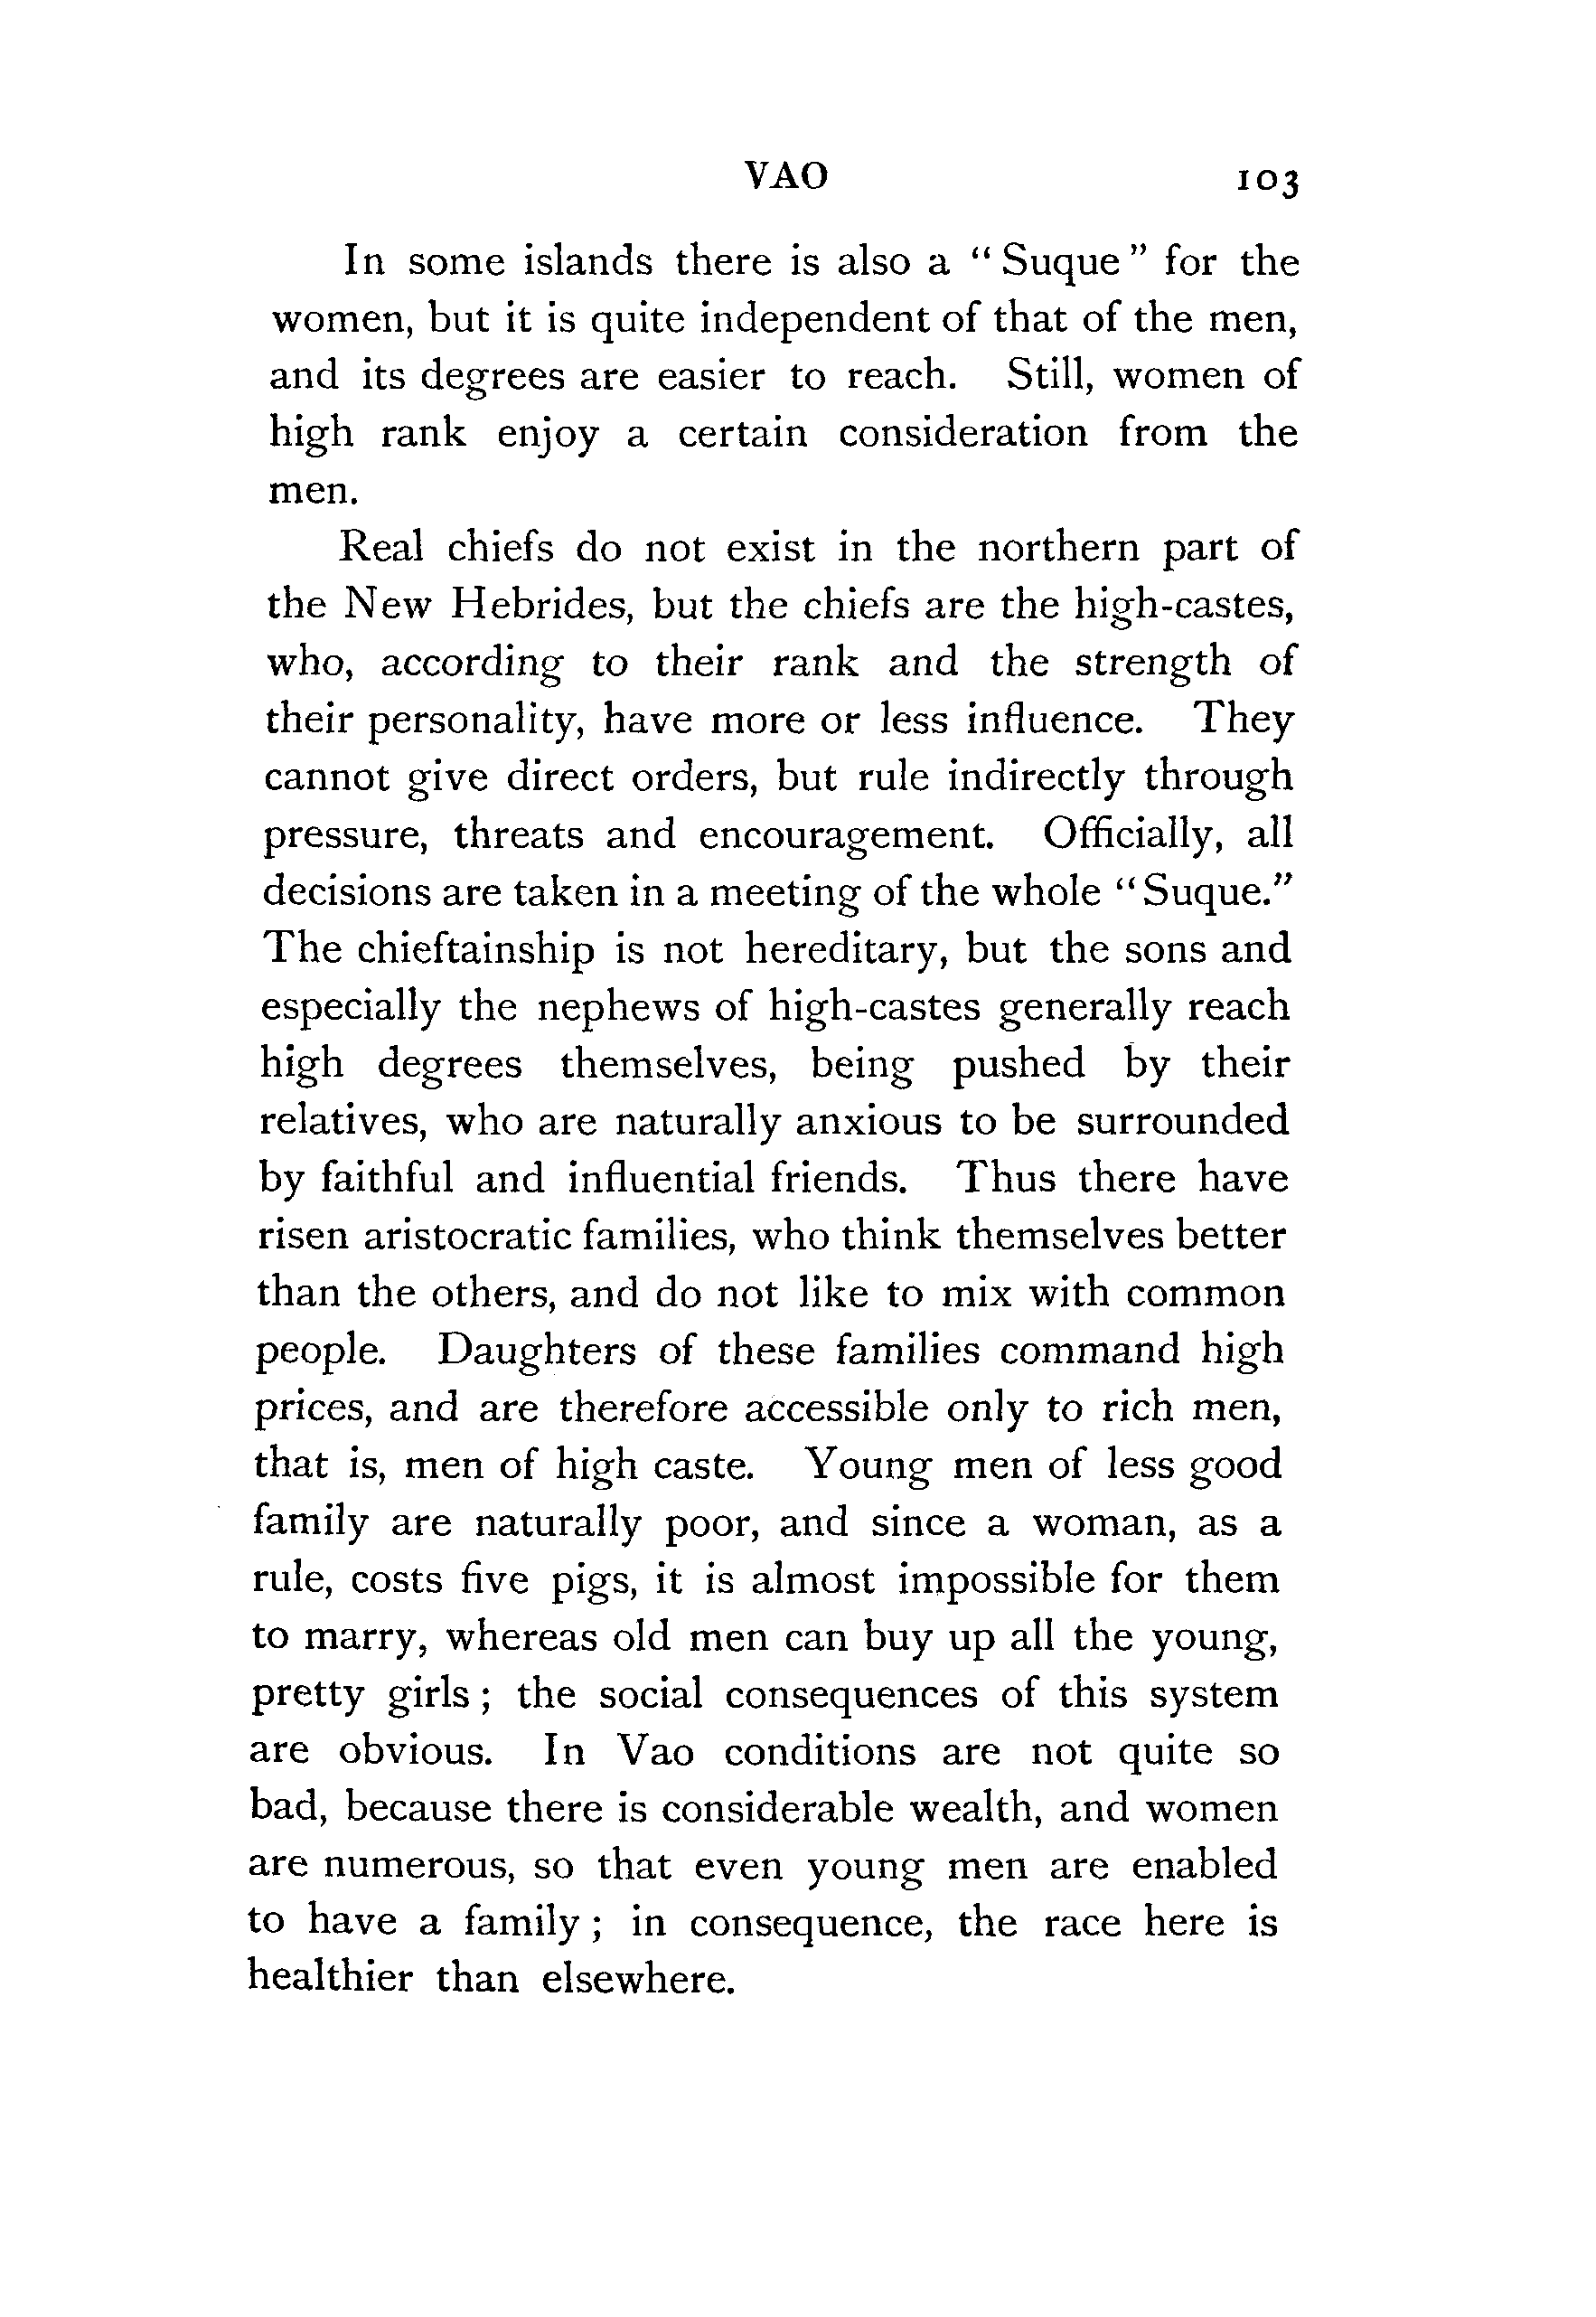 VAO 103
In some islands there is also a “Suque” for the
women, but it is quite independent of that of the men,
and its degrees are easier to reach. Still, women of
high rank enjoy a certain consideration from the
men.
Real chiefs do not exist in the northern part of
the New Hebrides, but the chiefs are the high-castes,
who, according to their rank and the strength of
their personality, have more or less influence. They
cannot give direct orders, but rule indirectly through
pressure, threats and encouragement. Officially, all
decisions are taken in a meeting of the whole “Suque.”
The chieftainship is not hereditary, but the sons and
especially the nephews of high-castes generally reach
high degrees themselves, being pushed by their
relatives, who are naturally anxious to be surrounded
by faithful and influential friends. Thus there have
risen aristocratic families, who think themselves better
than the others, and do not like to mix with common
people. Daughters of these families command high
prices, and are therefore accessible only to rich men,
that is, men of high caste. Young men of less good
family are naturally poor, and since a woman, as a
rule, costs five pigs, it is almost impossible for them
to marry, whereas old men can buy up all the young,
pretty girls; the social consequences of this system
are obvious. In Vao conditions are not quite so
bad, because there is considerable wealth, and women
are numerous, so that even young men are enabled
to have a family; in consequence, the race here is
healthier than elsewhere.